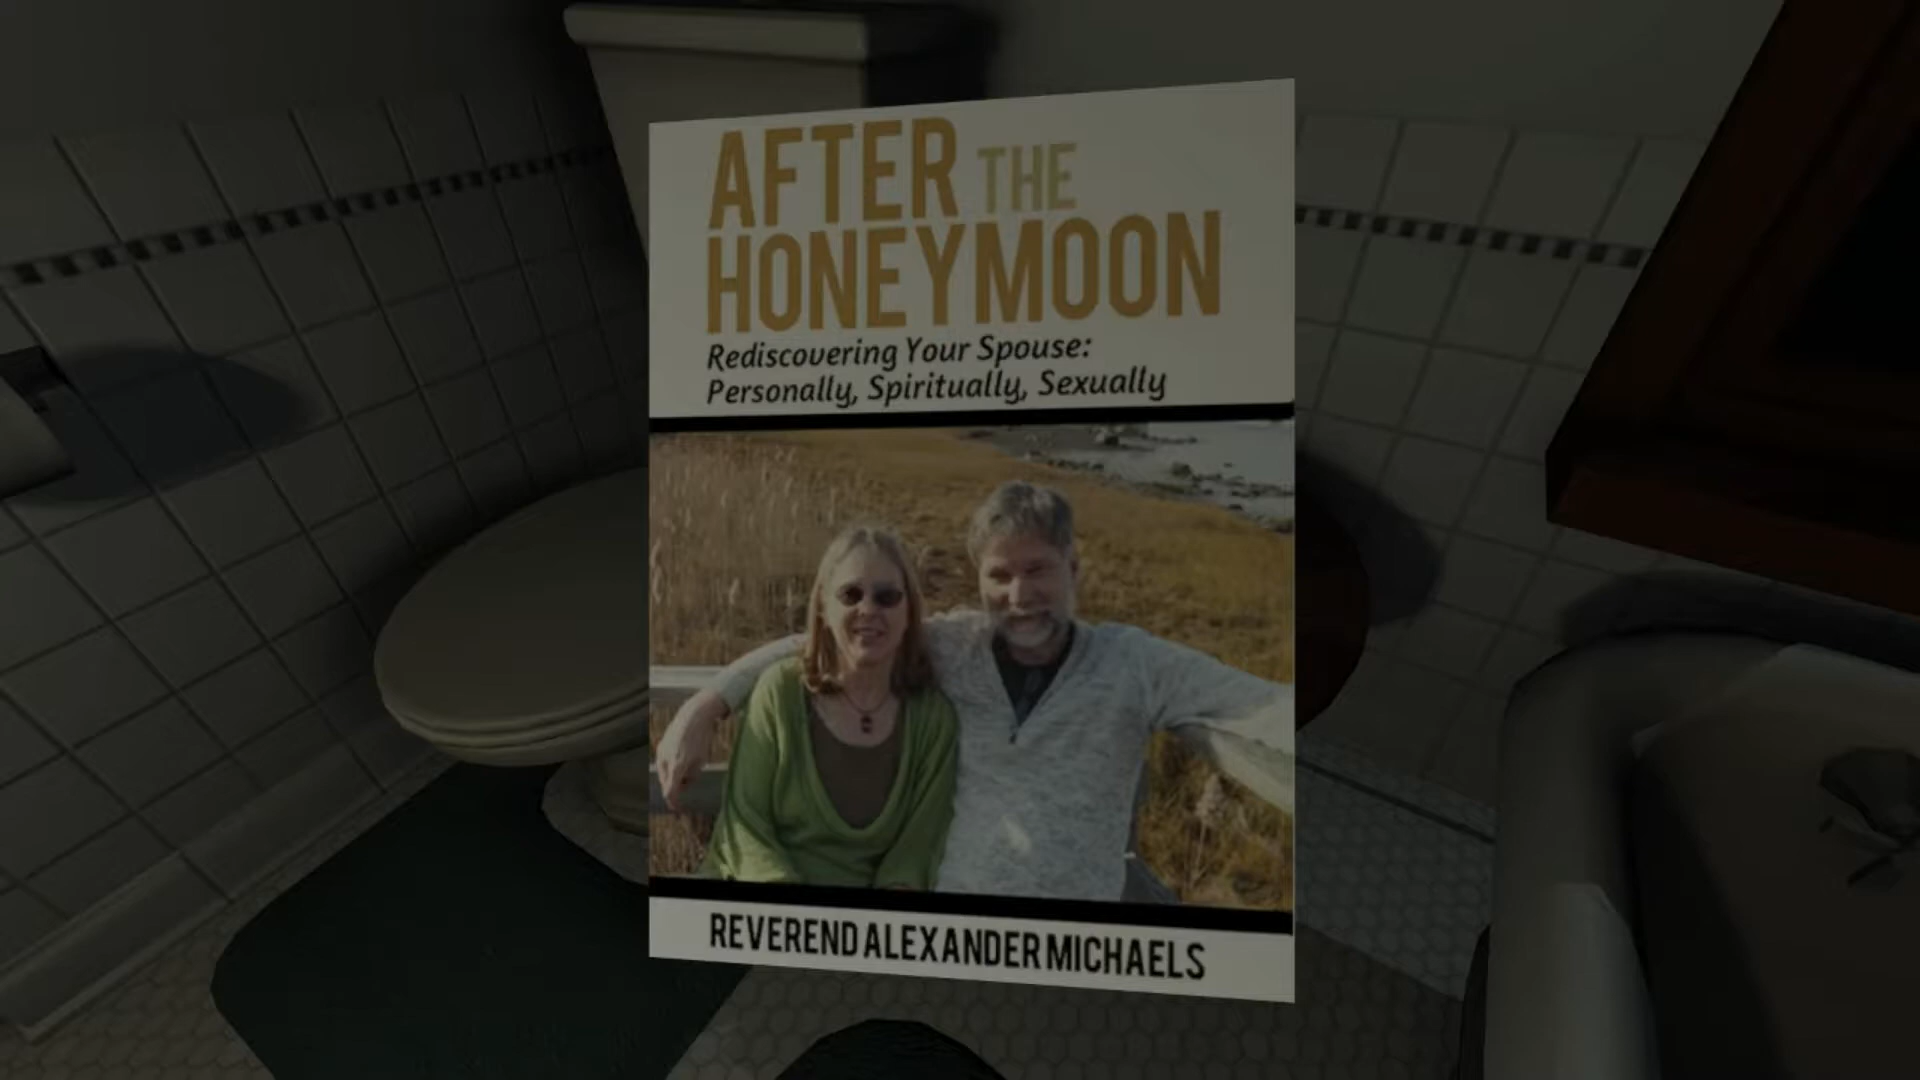 AFTER THE
HONEYMOON
Rediscovering Your Spouse:
Personally, Spiritually, Sexually
REVEREND ALEXANDER MICHAELS